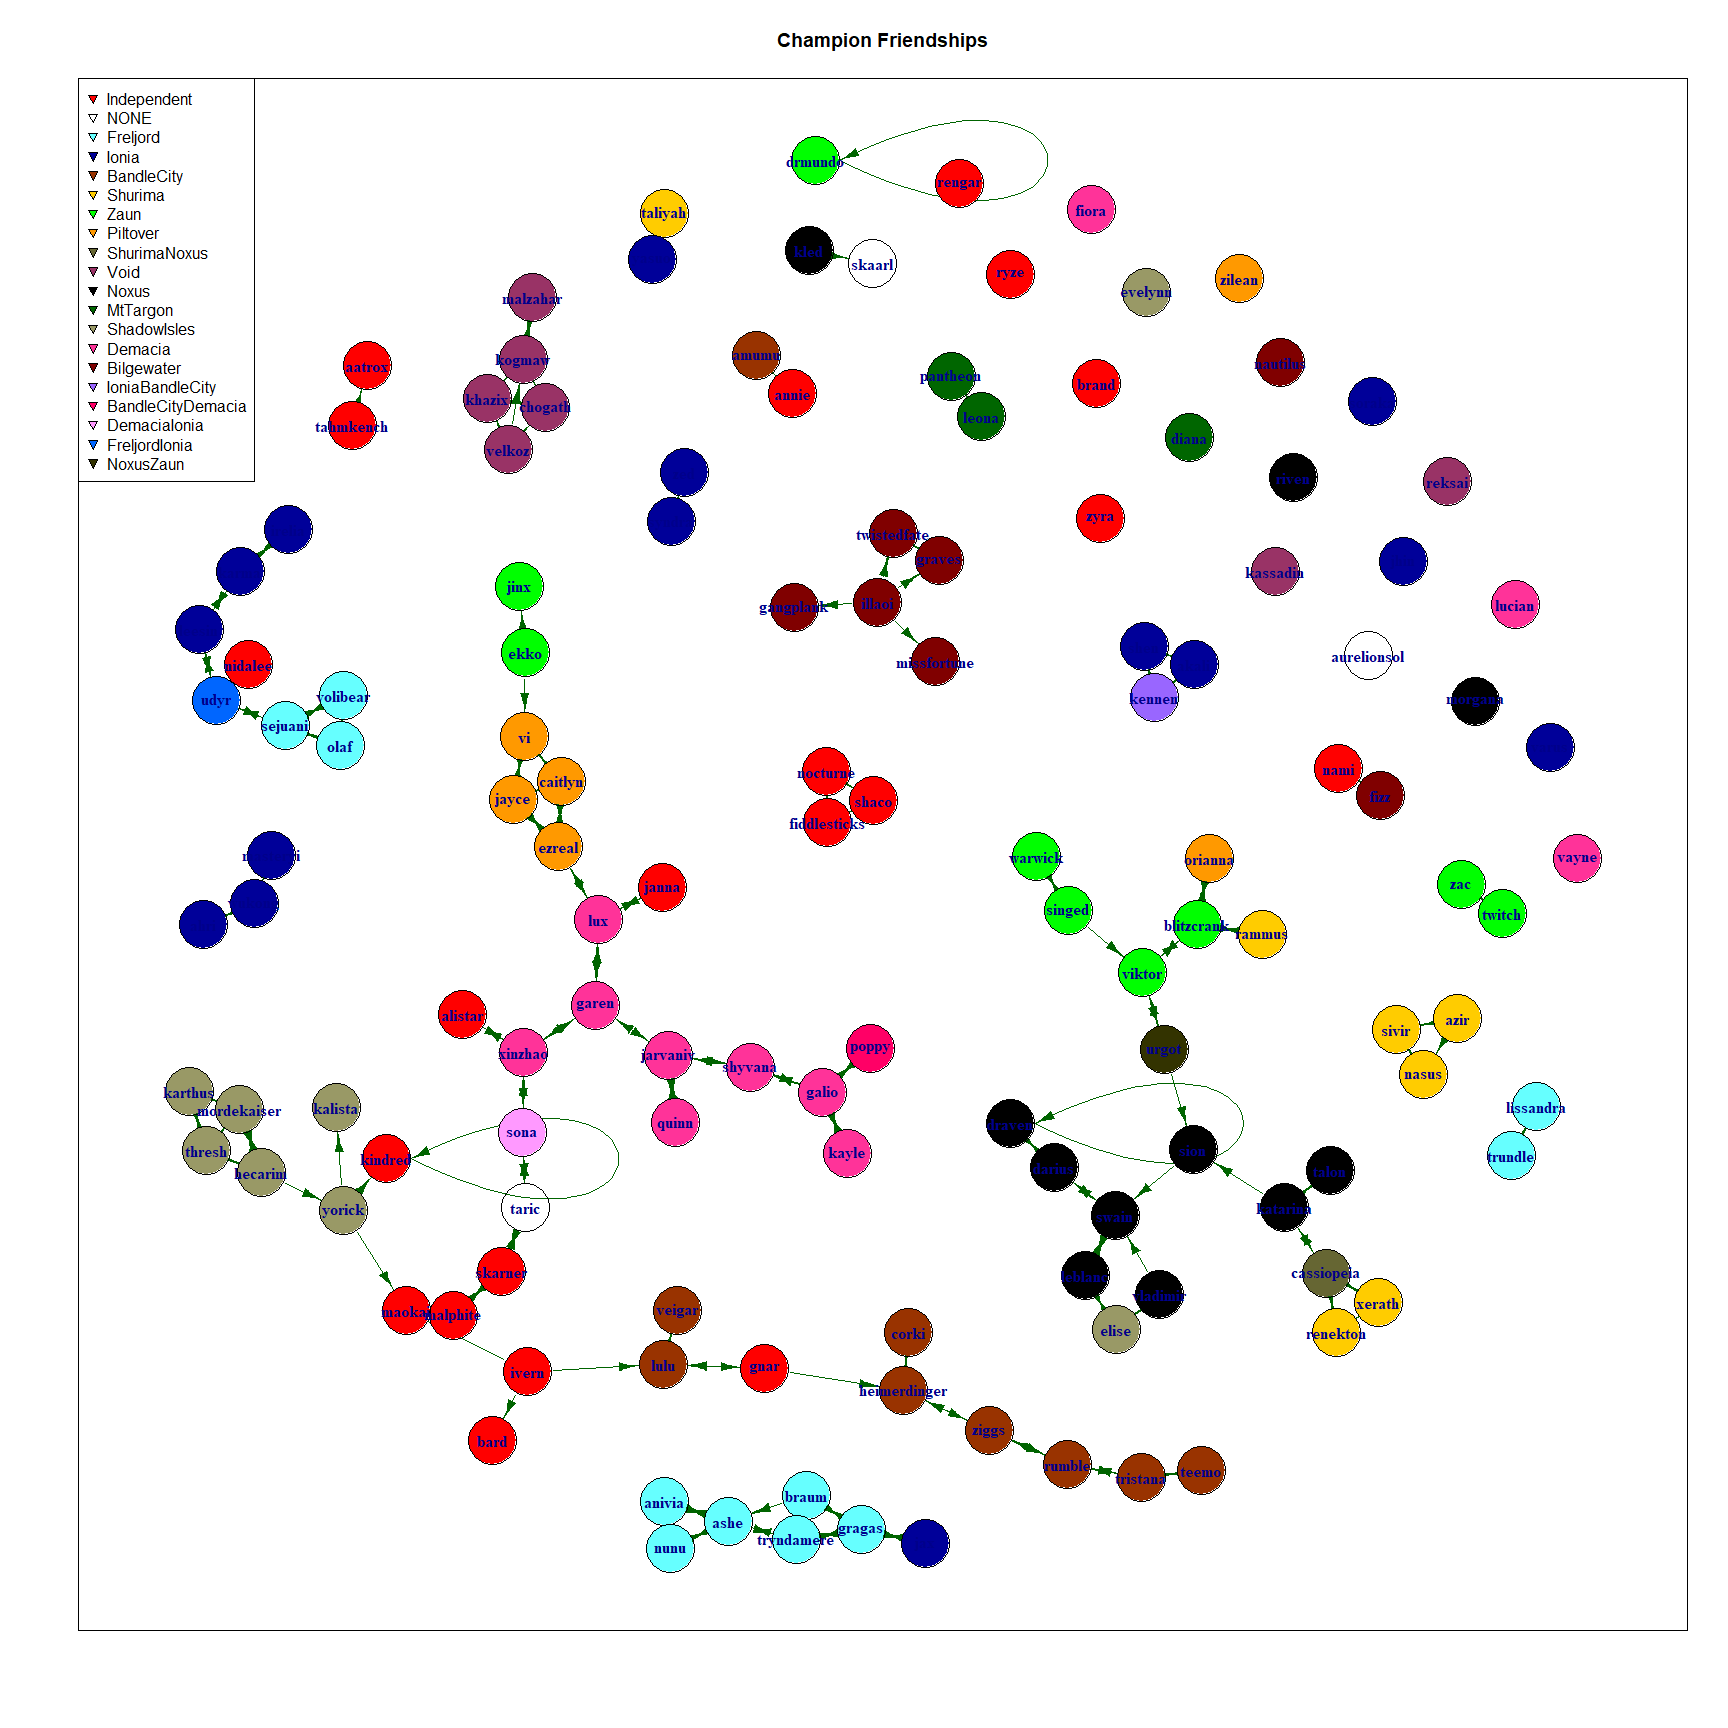 Champion Friendships
Independent
NONE
Freljord
Ionia
BandleCity
Shurima
Zaun
Piltover
ShurimaNoxus
Void
Noxus
MtTargon
ShadowIsles
Demacia
Bilgewater
IoniaBandleCity
BandleCityDemacia
DemaciaIonia
FreljordIonia
NoxusZaun
drmundo
rengar
fiora
taliyah
kled
skaarl
ryze
evelynn
zilean
malzahar
aatrox
kogmaw
amumu
annie
pantheon
brand
nautilus
khazix
chogath
leona
tahmkench
velkoz
diana
riven
reksai
zyra
twistedfate
graves
kassadin
jinx
gangplank
illaoi
lucian
ekko
missfortune
aurelionsol
nidalee
udyr
volibear
kennen
morgana
sejuani
olaf
vi
nocturne
nami
caitlyn
jayce
shaco
fizz
fiddlesticks
ezreal
warwick
orianna
vayne
janna
zac
singed
twitch
lux
blitzcrank
rammus
viktor
garen
alistar
sivir
azir
xinzhao
jarvaniv
poppy
urgot
shyvana
nasus
karthus
galio
mordekaiser
kalista
lissandra
quinn
draven
sona
thresh
kindred
kayle
sion
trundle
hecarim
darius
talon
yorick
taric
swain
katarina
skarner
leblanc
cassiopeia
maokai
malphite
veigar
vladimir
xerath
elise
corki
renekton
ivern
lulu
gnar
heimerdinger
bard
ziggs
rumble
tristana
teemo
anivia
braum
ashe
gragas
nunu
tryndamere